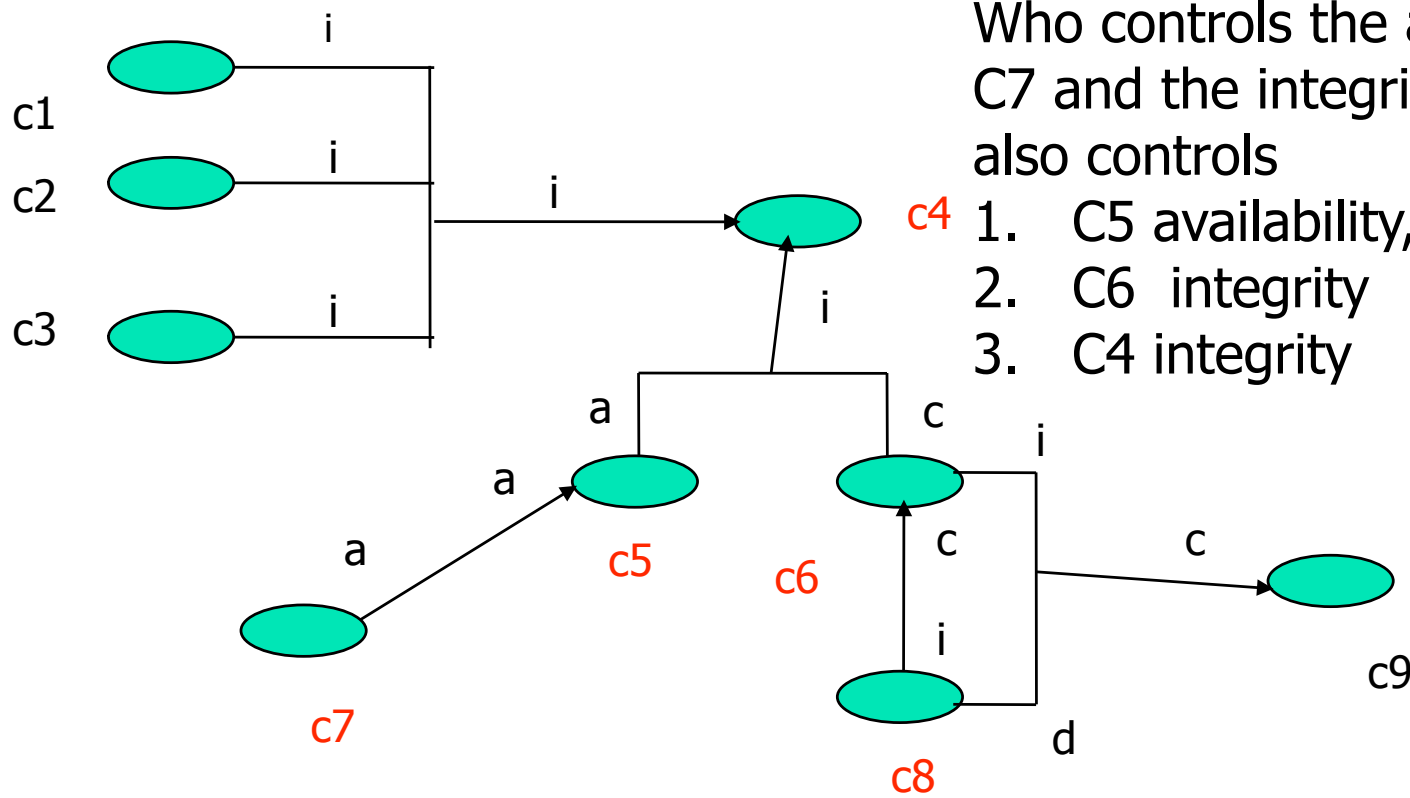 i
Who controls the a
C7 and the integri
also controls
1. C5 availability,
2. C6 integrity
3. C4 integrity
c1
i
c2
i
c4
c3
i
i
a
c
i
a
a
c5
c6
c
c
i
c7
c8
d
c9